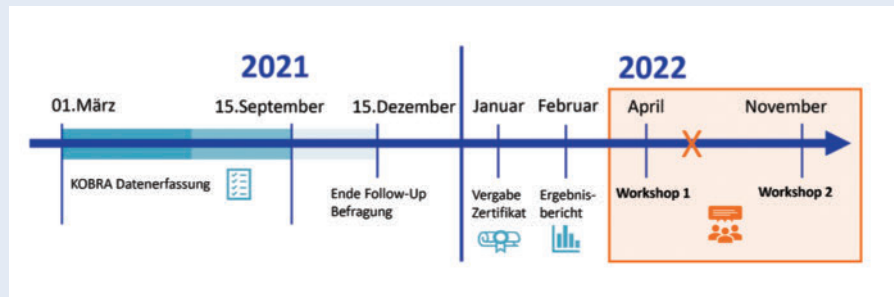 2021
2022
01.März
15.September
15.Dezember
Januar
Februar
April
November
KOBRA Datenerfassung
Ende Follow-Up
Befragung
Vergabe
Zertifikat
Ergebnis-
bericht
Workshop 1
Workshop 2